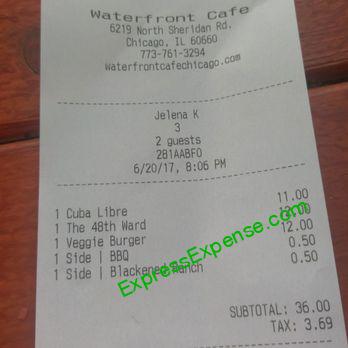 Waterfront Cafe
6219 North Sheridan Rd.
Chicago, IL 60660
773-761-3294
waterfrontcafechicago.com
Jelena K
3
2 guests
2B1AABF0
6/20/17, 8:06 PM
1 Cuba Libre 11.00
1 The 48th Ward 12.00
1 Veggie Burger 12.00
1 Side | BBQ 0.50
1 Side | Blackened Ranch 0.50
ExpressExpense.com
SUBTOTAL: 36.00
TAX: 3.69